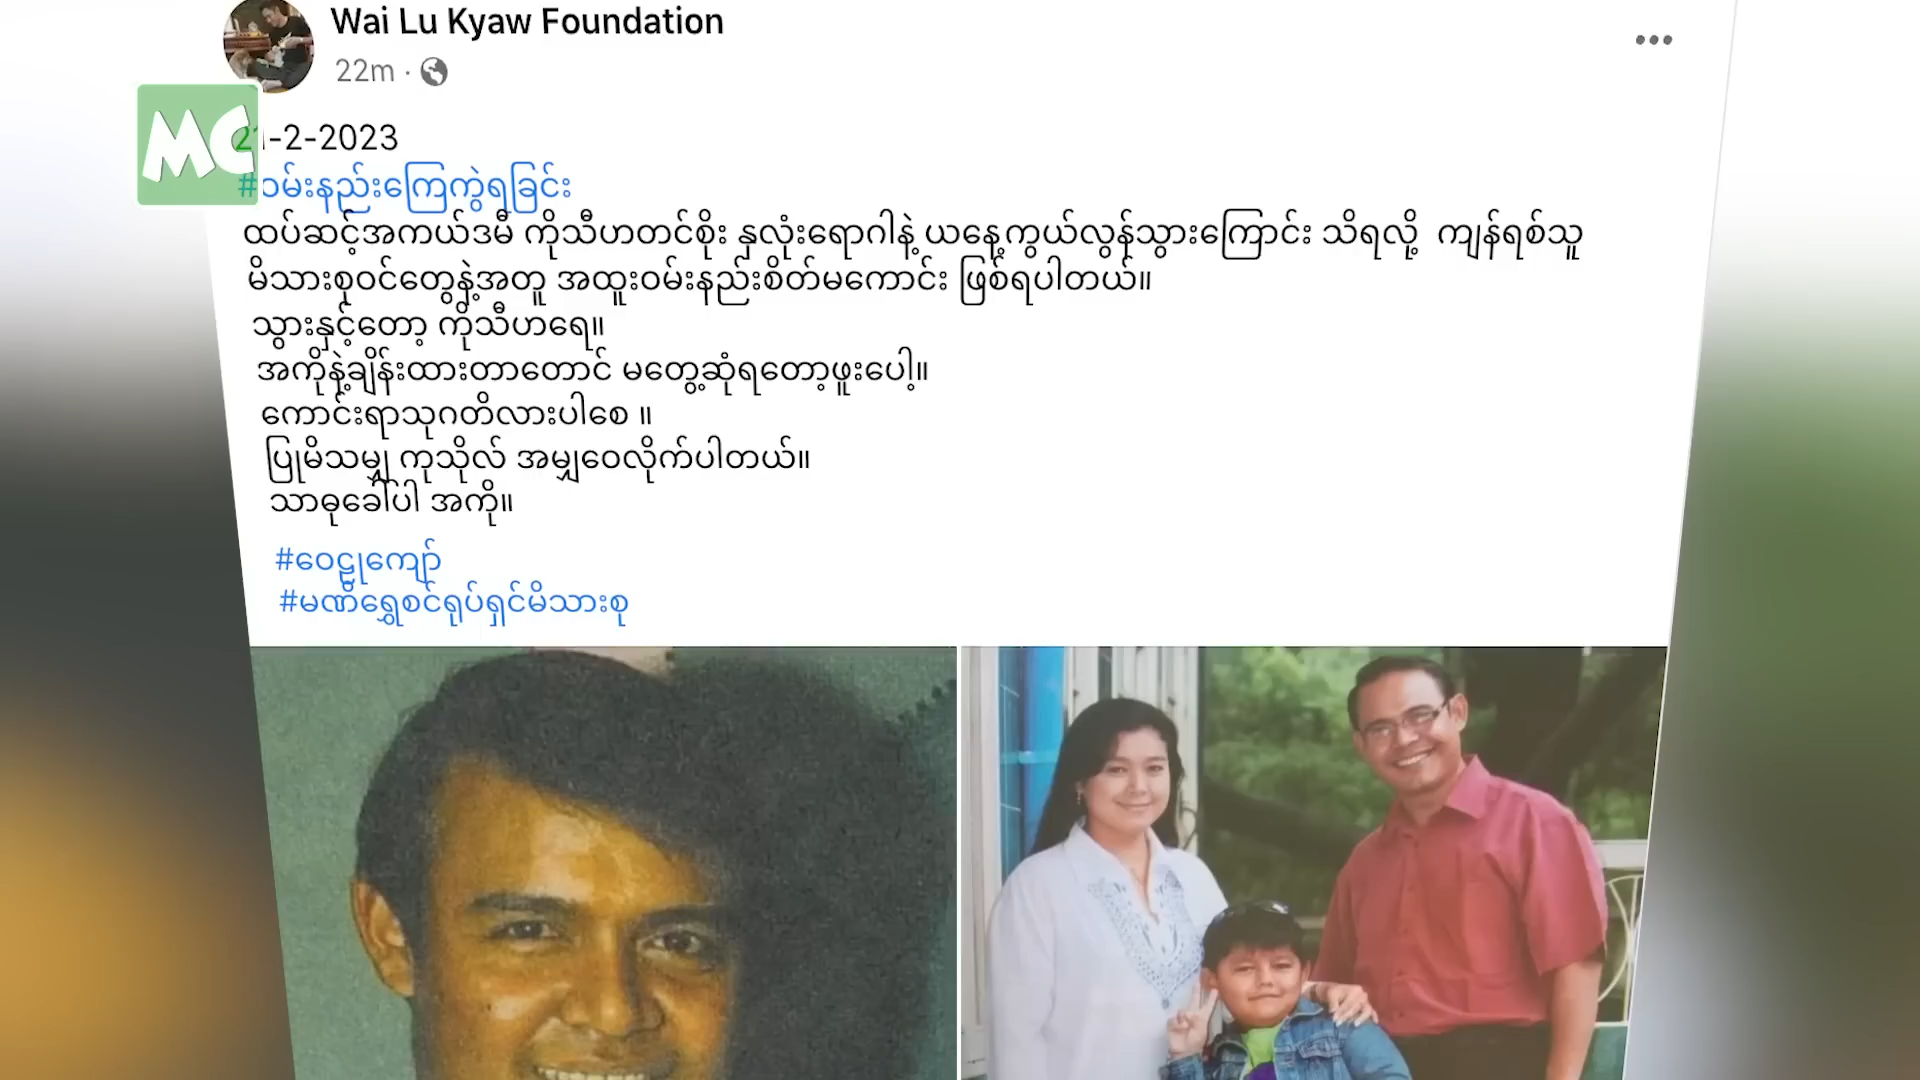 Wai Lu Kyaw Foundation
22m
MC
21-2-2023
#ဝမ်းနည်းကြေကွဲရခြင်း
ထပ်ဆင့်အကယ်ဒမီ ကိုသီဟတင်စိုး နှလုံးရောဂါနဲ့ ယနေ့ကွယ်လွန်သွားကြောင်း သိရလို့ ကျန်ရစ်သူ
မိသားစုဝင်တွေနဲ့အတူ အထူးဝမ်းနည်းစိတ်မကောင်း ဖြစ်ရပါတယ်။
သွားနှင့်တော့ ကိုသီဟရေ။
အကိုနဲ့ချိန်းထားတာတောင် မတွေ့ဆုံရတော့ဖူးပေါ့။
ကောင်းရာသုဂတိလားပါစေ ။
ပြုမိသမျှ ကုသိုလ် အမျှဝေလိုက်ပါတယ်။
သာဓုခေါ်ပါ အကို။
#ဝေဠုကျော်
#မဏိရွှေစင်ရုပ်ရှင်မိသားစု